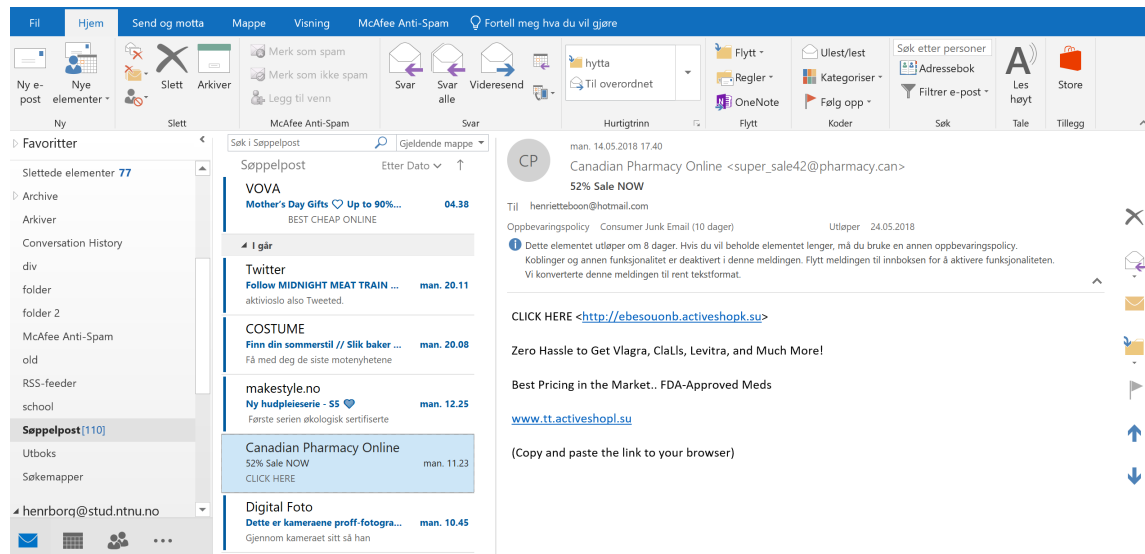 Fil Hjem Send og motta Mappe Visning McAfee Anti-Spam Fortell meg hva du vil gjøre
Ny e-post
Nye elementer
Slett
Arkiver
Merk som spam
Merk som ikke spam
Legg til venn
Svar
Svar alle
Videresend
hytta
Til overordnet
Flytt
Regler
OneNote
Ulest/lest
Kategoriser
Følg opp
Søk etter personer
Adressebok
Filtrer e-post
Les høyt
Store
Ny Slett McAfee Anti-Spam Svar Hurtigtrinn Flytt Koder Søk Tale Tillegg
Favoritter
Slettede elementer 77
Archive
Arkiver
Conversation History
div
folder
folder 2
McAfee Anti-Spam
old
RSS-feeder
school
Søppelpost [110]
Utboks
Søkemapper
henrborg@stud.ntnu.no
Søk i Søppelpost Gjeldende mappe
Søppelpost Etter Dato
VOVA
Mother's Day Gifts ♡ Up to 90%... 04.38
BEST CHEAP ONLINE
I går
Twitter
Follow MIDNIGHT MEAT TRAIN ... man. 20.11
aktivioslo also Tweeted.
COSTUME
Finn din sommerstil // Slik baker ... man. 20.08
Få med deg de siste motenyhetene
makestyle.no
Ny hudpleieserie - S5 💙 man. 12.25
Første serien økologisk sertifiserte
Canadian Pharmacy Online
52% Sale NOW man. 11.23
CLICK HERE
Digital Foto
Dette er kameraene proff-fotogra... man. 10.45
Gjennom kameraet sitt så han
CP
man. 14.05.2018 17.40
Canadian Pharmacy Online <super_sale42@pharmacy.can>
52% Sale NOW
Til henrietteboon@hotmail.com
Oppbevaringspolicy Consumer Junk Email (10 dager) Utløper 24.05.2018
Dette elementet utløper om 8 dager. Hvis du vil beholde elementet lenger, må du bruke en annen oppbevaringspolicy.
Koblinger og annen funksjonalitet er deaktivert i denne meldingen. Flytt meldingen til innboksen for å aktivere funksjonaliteten.
Vi konverterte denne meldingen til rent tekstformat.
CLICK HERE <http://ebesouonb.activeshopk.su>
Zero Hassle to Get Vlagra, ClaLls, Levitra, and Much More!
Best Pricing in the Market.. FDA-Approved Meds
www.tt.activeshopl.su
(Copy and paste the link to your browser)